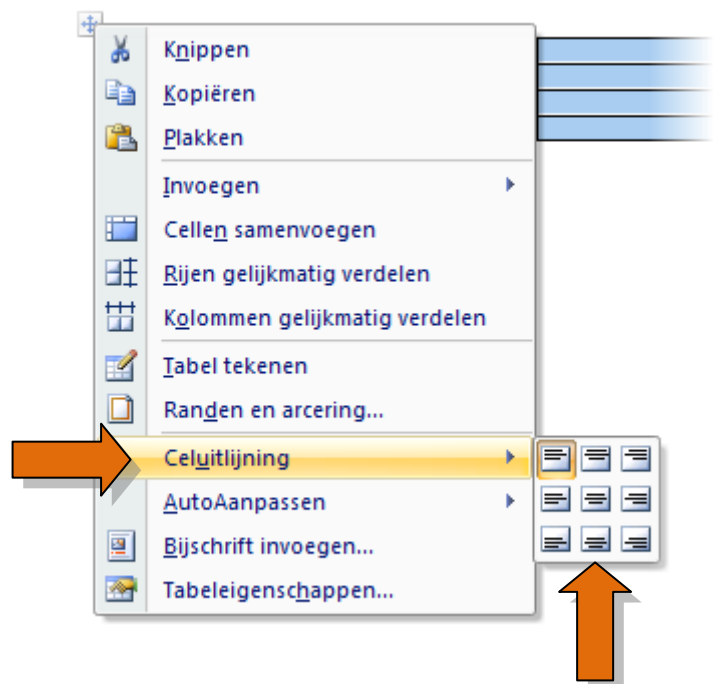 Knippen
Kopiëren
Plakken
Invoegen
Cellen samenvoegen
Rijen gelijkmatig verdelen
Kolommen gelijkmatig verdelen
Tabel tekenen
Randen en arcering...
Celuitlijning
AutoAanpassen
Bijschrift invoegen...
Tabeleigenschappen...